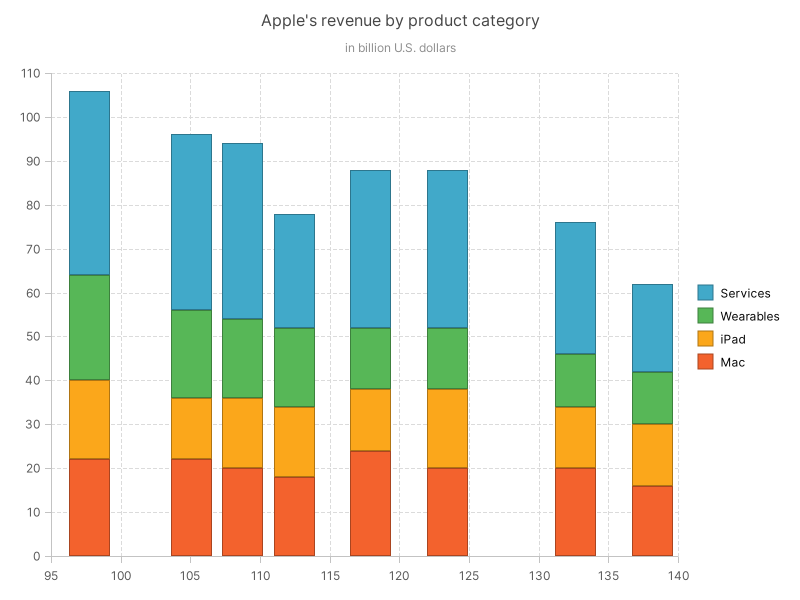 Apple's revenue by product category
in billion U.S. dollars
110
100
90
80
70
60
50
40
30
20
10
0
95 100 105 110 115 120 125 130 135 140
Services
Wearables
iPad
Mac